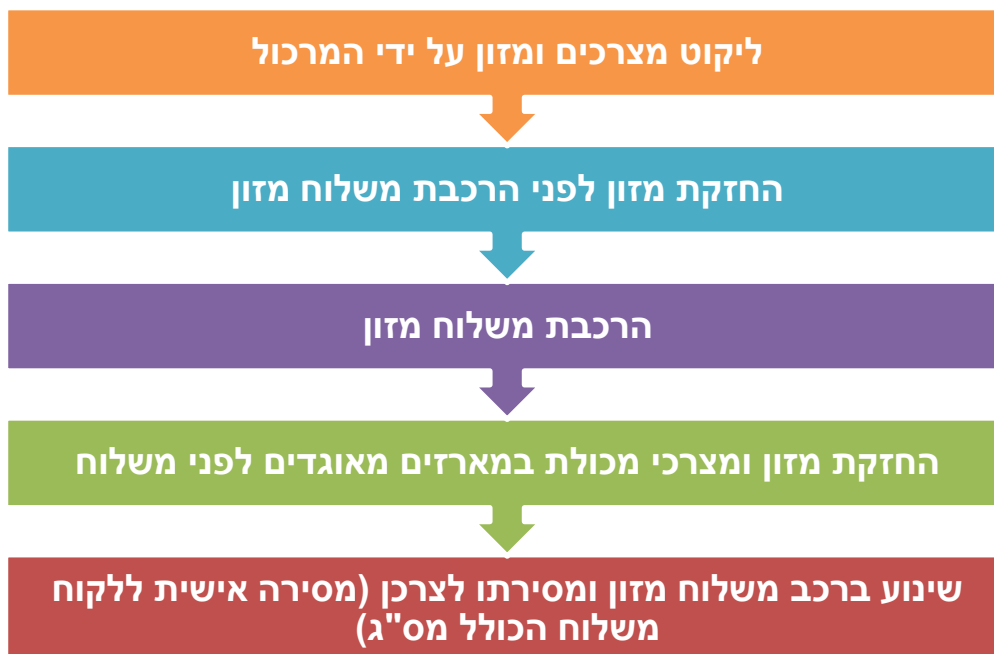 ליקוט מצרכים ומזון על ידי המרכול
החזקת מזון לפני הרכבת משלוח מזון
הרכבת משלוח מזון
החזקת מזון ומצרכי מכולת במארזים מאוגדים לפני משלוח
שינוע ברכב משלוח מזון ומסירתו לצרכן (מסירה אישית ללקוח
משלוח הכולל מס"ג)